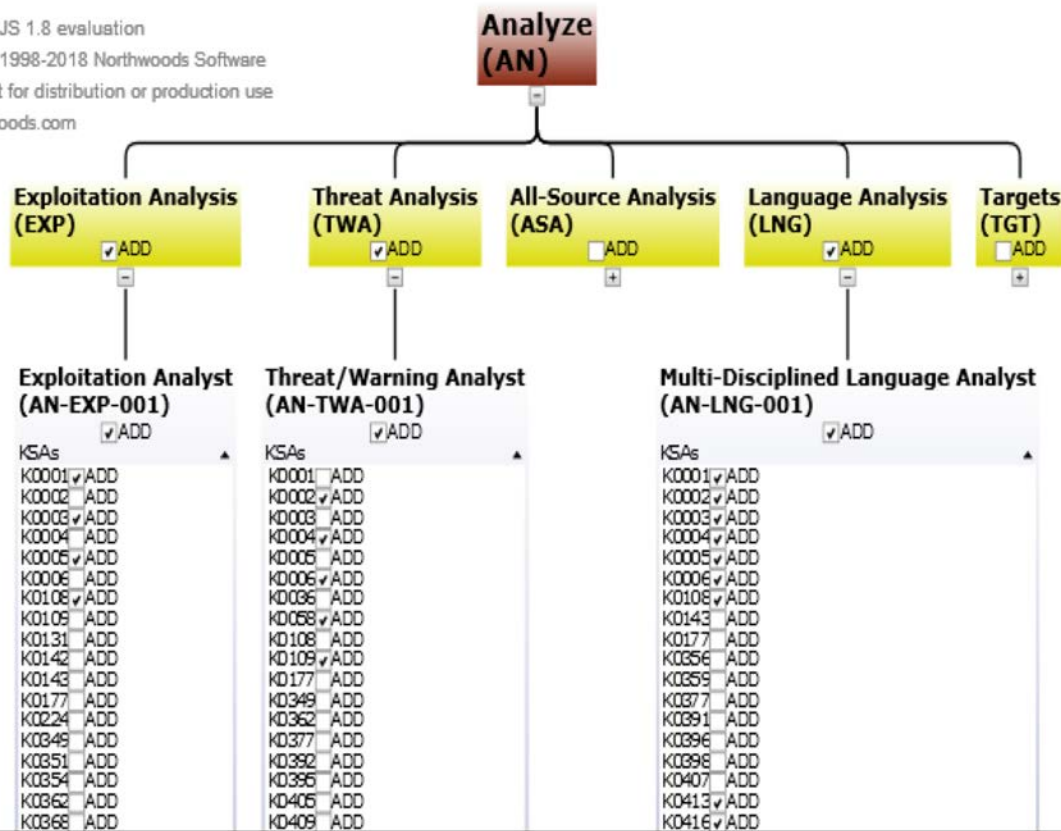 JS 1.8 evaluation
1998-2018 Northwoods Software
for distribution or production use
oods.com
Analyze
(AN)
Exploitation Analysis
(EXP)
ADD
Threat Analysis
(TWA)
ADD
All-Source Analysis
(ASA)
ADD
Language Analysis
(LNG)
ADD
Targets
(TGT)
ADD
Exploitation Analyst
(AN-EXP-001)
ADD
KSAs
K0001 ADD
K0002 ADD
K0003 ADD
K0004 ADD
K0005 ADD
K0006 ADD
K0108 ADD
K0109 ADD
K0131 ADD
K0142 ADD
K0143 ADD
K0177 ADD
K0224 ADD
K0349 ADD
K0351 ADD
K0354 ADD
K0362 ADD
K0368 ADD
Threat/Warning Analyst
(AN-TWA-001)
ADD
KSAs
K0001 ADD
K0002 ADD
K0003 ADD
K0004 ADD
K0005 ADD
K0006 ADD
K0036 ADD
K0058 ADD
K0108 ADD
K0109 ADD
K0177 ADD
K0349 ADD
K0362 ADD
K0377 ADD
K0392 ADD
K0395 ADD
K0405 ADD
K0409 ADD
Multi-Disciplined Language Analyst
(AN-LNG-001)
ADD
KSAs
K0001 ADD
K0002 ADD
K0003 ADD
K0004 ADD
K0005 ADD
K0006 ADD
K0108 ADD
K0143 ADD
K0177 ADD
K0356 ADD
K0359 ADD
K0377 ADD
K0391 ADD
K0396 ADD
K0398 ADD
K0407 ADD
K0413 ADD
K0416 ADD